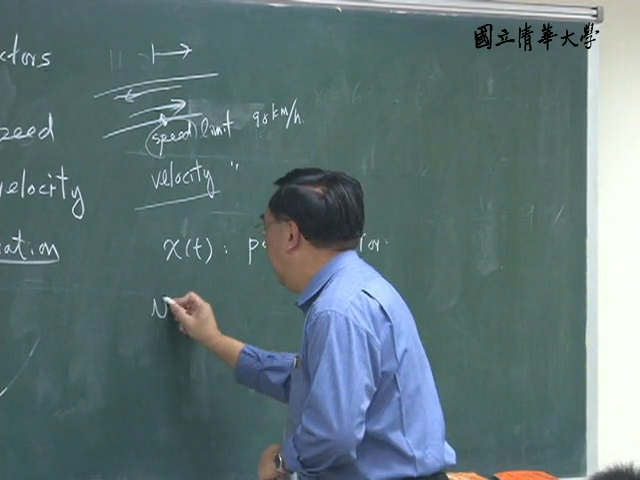 國立清華大學
ctors
peed
(speed) limit 90 km/h.
elocity
velocity "
ation
x(t) : p
N